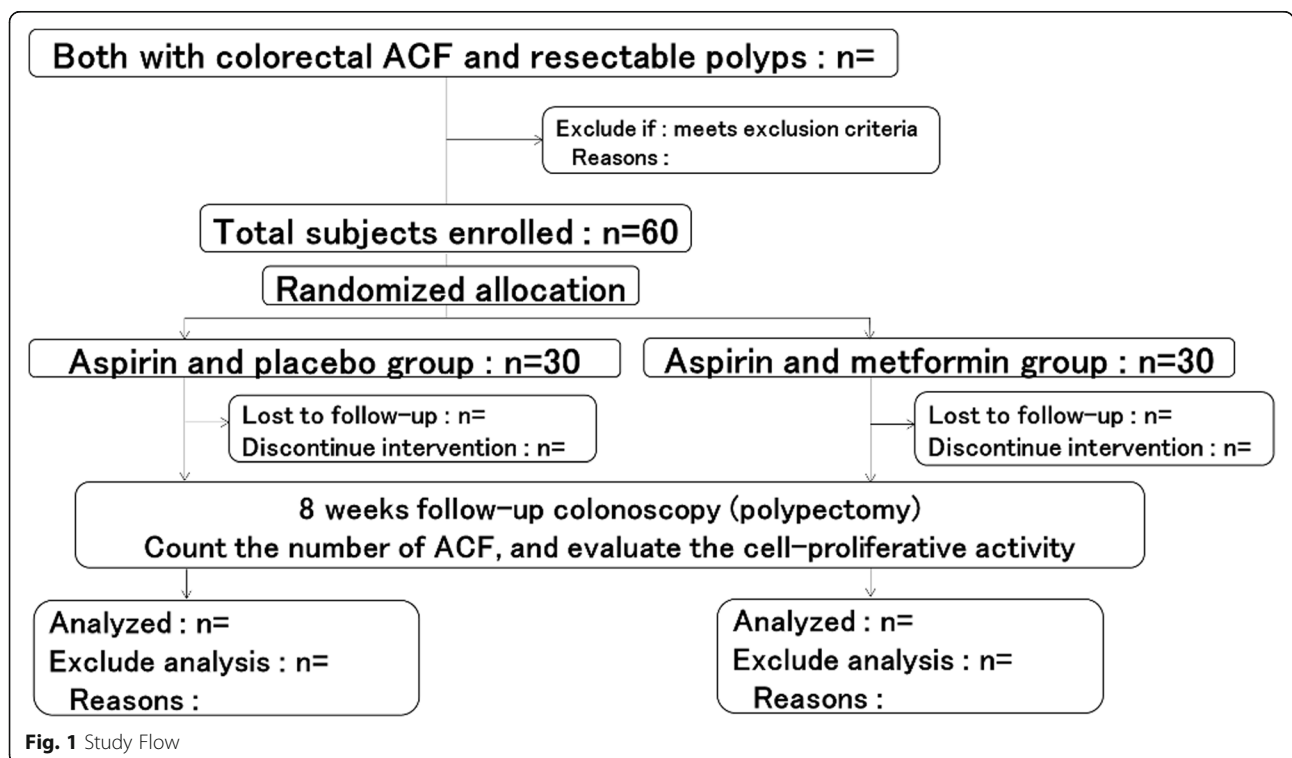 Both with colorectal ACF and resectable polyps : n=
Exclude if : meets exclusion criteria
Reasons :
Total subjects enrolled : n=60
Randomized allocation
Aspirin and placebo group : n=30
Aspirin and metformin group : n=30
Lost to follow-up : n=
Discontinue intervention : n=
Lost to follow-up : n=
Discontinue intervention : n=
8 weeks follow-up colonoscopy (polypectomy)
Count the number of ACF, and evaluate the cell-proliferative activity
Analyzed : n=
Exclude analysis : n=
Reasons :
Analyzed : n=
Exclude analysis : n=
Reasons :
Fig. 1 Study Flow